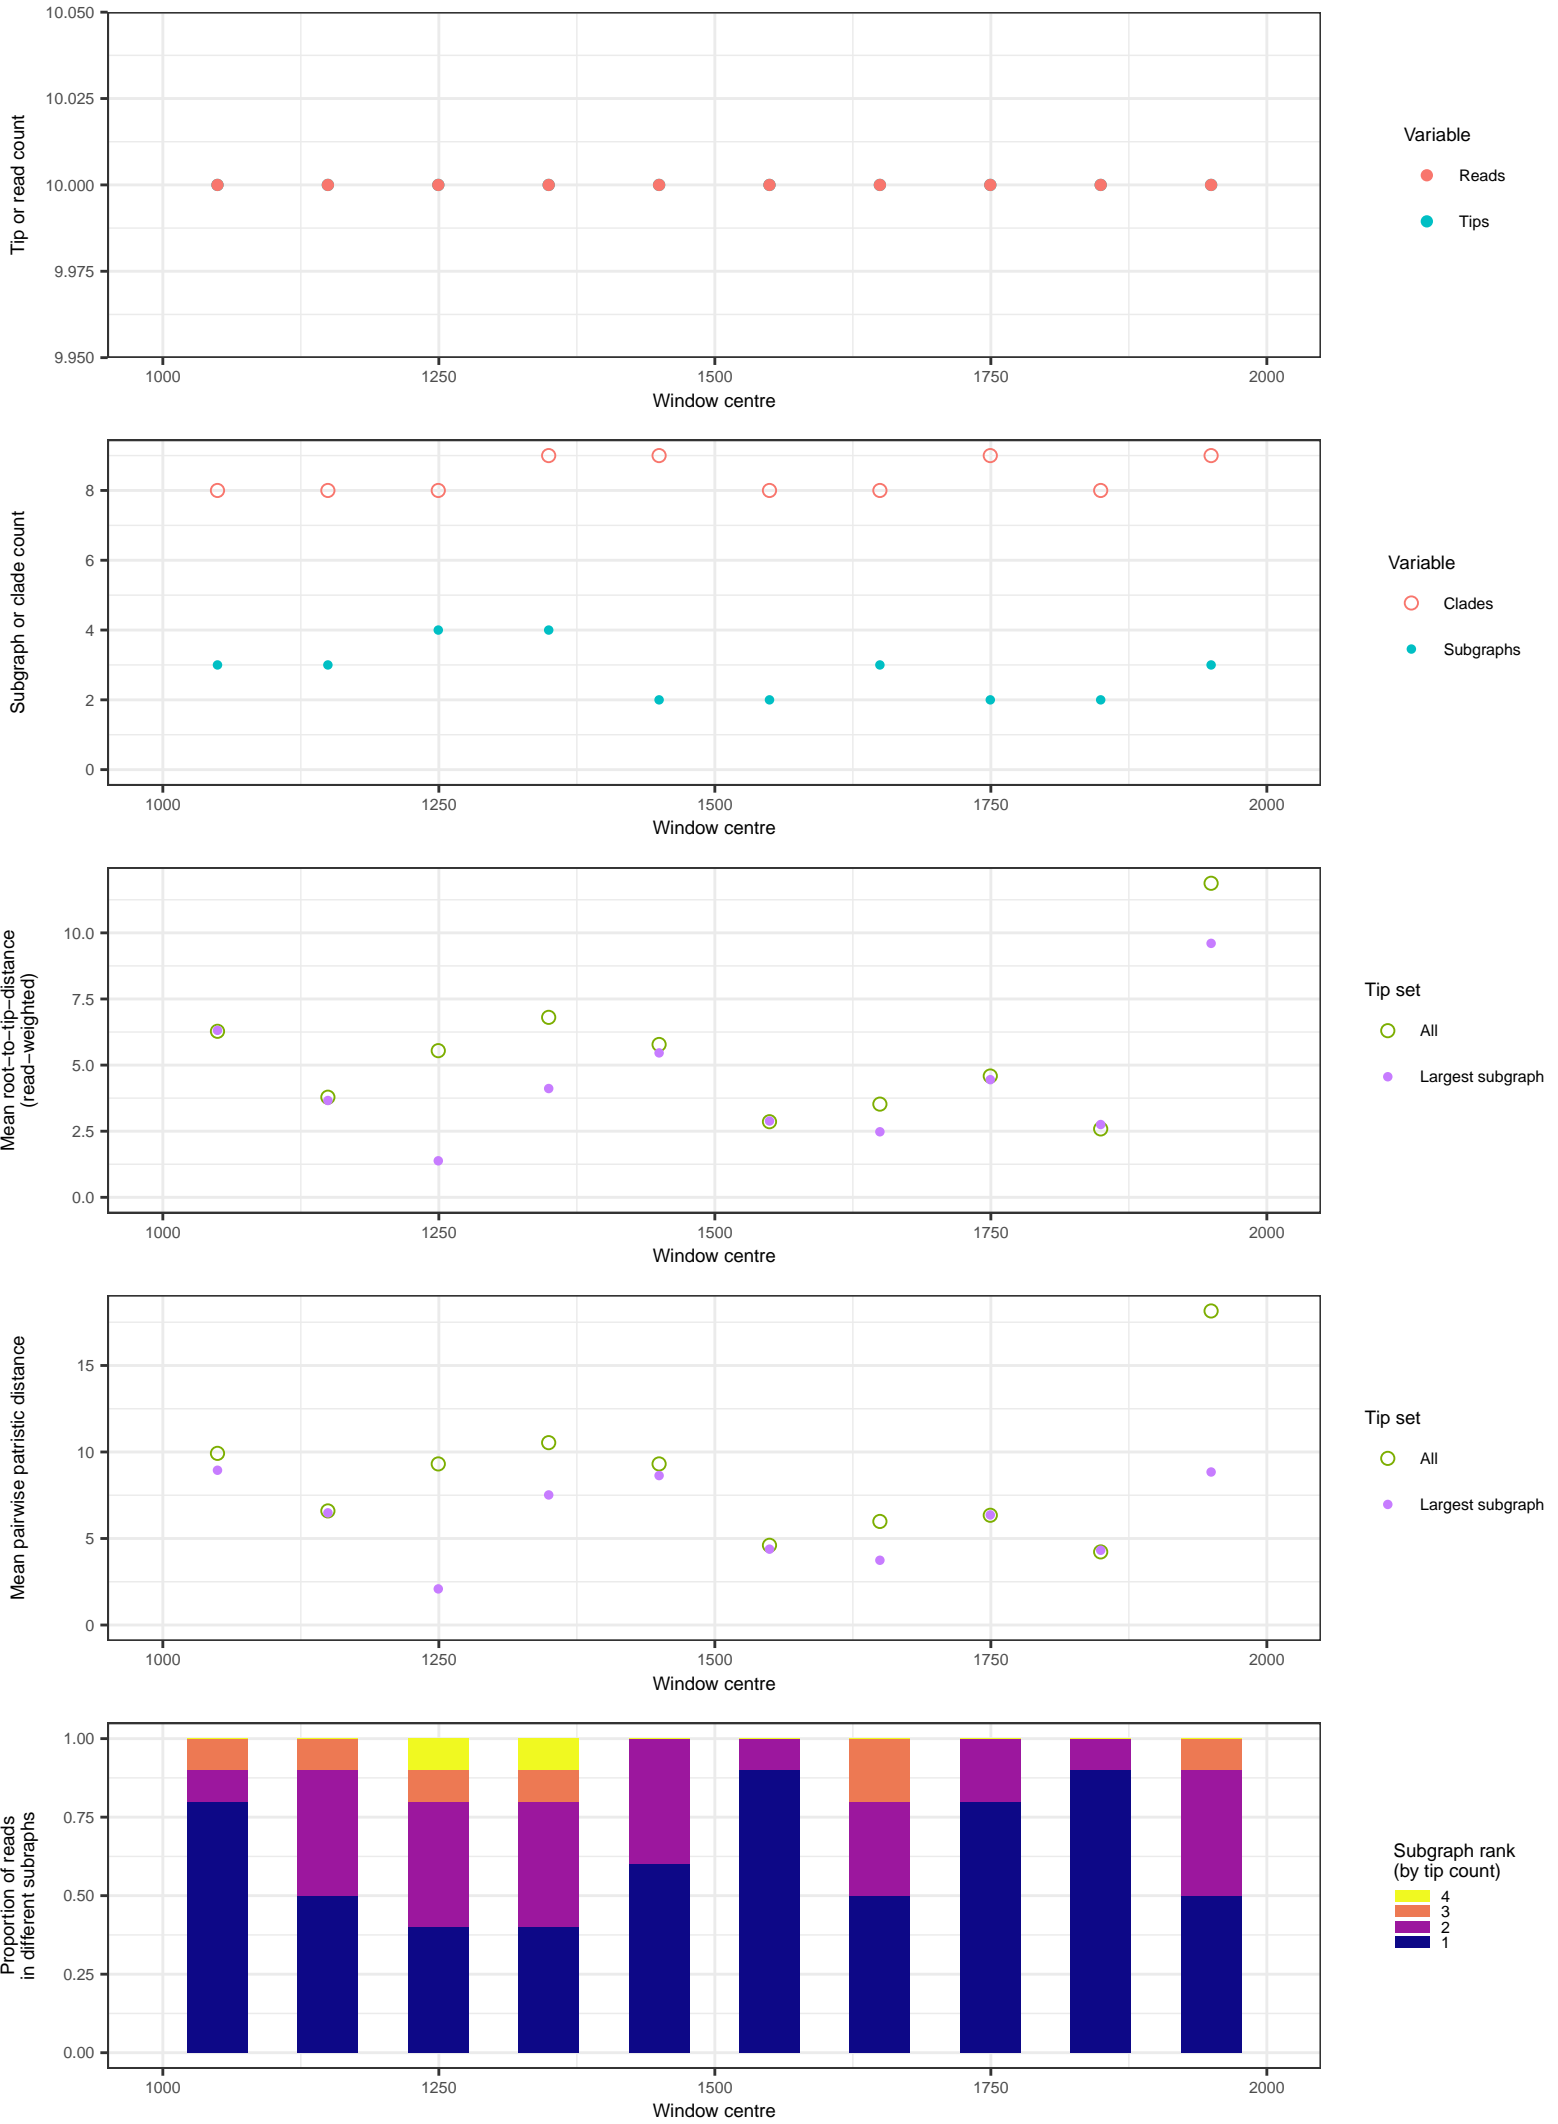 10.050
10.025
10.000
9.975
9.950
Tip or read count
1000 1250 1500 1750 2000
Window centre
Variable
Reads
Tips
8
6
4
2
0
Subgraph or clade count
1000 1250 1500 1750 2000
Window centre
Variable
Clades
Subgraphs
10.0
7.5
5.0
2.5
0.0
Mean root−to−tip−distance
(read−weighted)
1000 1250 1500 1750 2000
Window centre
Tip set
All
Largest subgraph
15
10
5
0
Mean pairwise patristic distance
1000 1250 1500 1750 2000
Window centre
Tip set
All
Largest subgraph
1.00
0.75
0.50
0.25
0.00
Proportion of reads
in different subraphs
1000 1250 1500 1750 2000
Window centre
Subgraph rank
(by tip count)
4
3
2
1